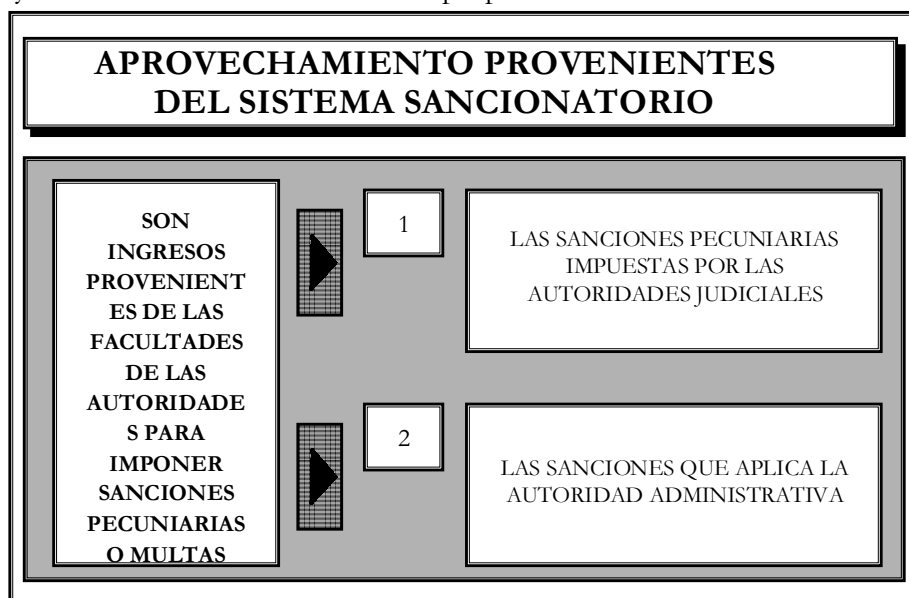 APROVECHAMIENTO PROVENIENTES
DEL SISTEMA SANCIONATORIO
SON
INGRESOS
PROVENIENT
ES DE LAS
FACULTADES
DE LAS
AUTORIDADE
S PARA
IMPONER
SANCIONES
PECUNIARIAS
O MULTAS
1
LAS SANCIONES PECUNIARIAS
IMPUESTAS POR LAS
AUTORIDADES JUDICIALES
2
LAS SANCIONES QUE APLICA LA
AUTORIDAD ADMINISTRATIVA